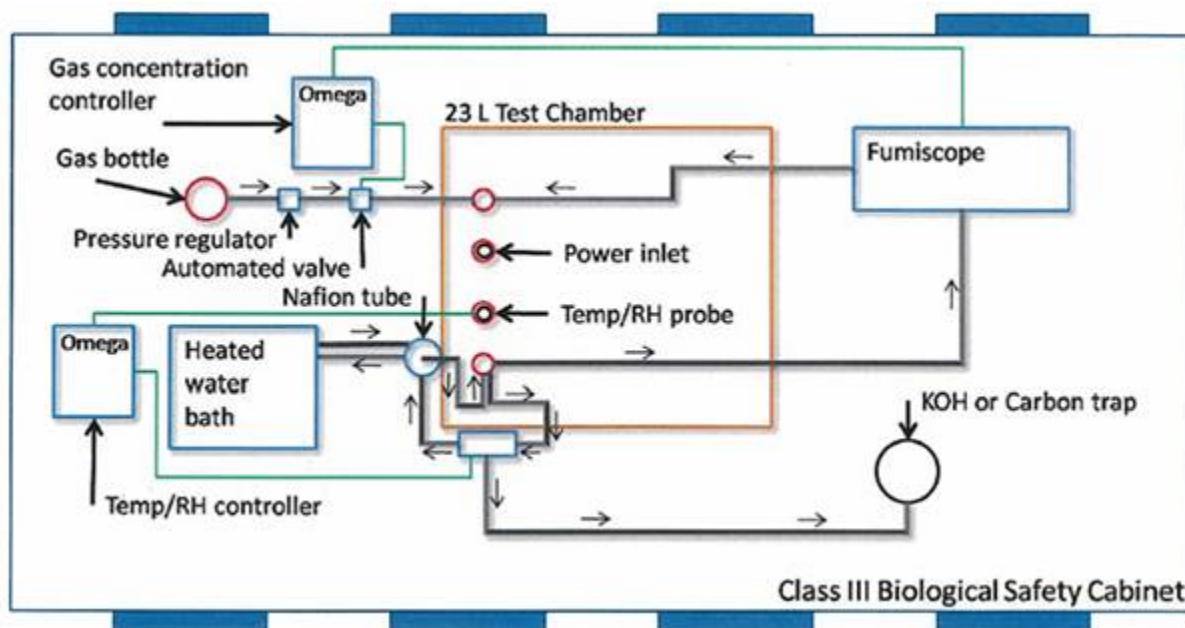 Gas concentration
controller
Omega
23 L Test Chamber
Gas bottle
Fumiscope
Pressure regulator
Automated valve
Power inlet
Nafion tube
Temp/RH probe
Omega
Heated
water
bath
KOH or Carbon trap
Temp/RH controller
Class III Biological Safety Cabinet